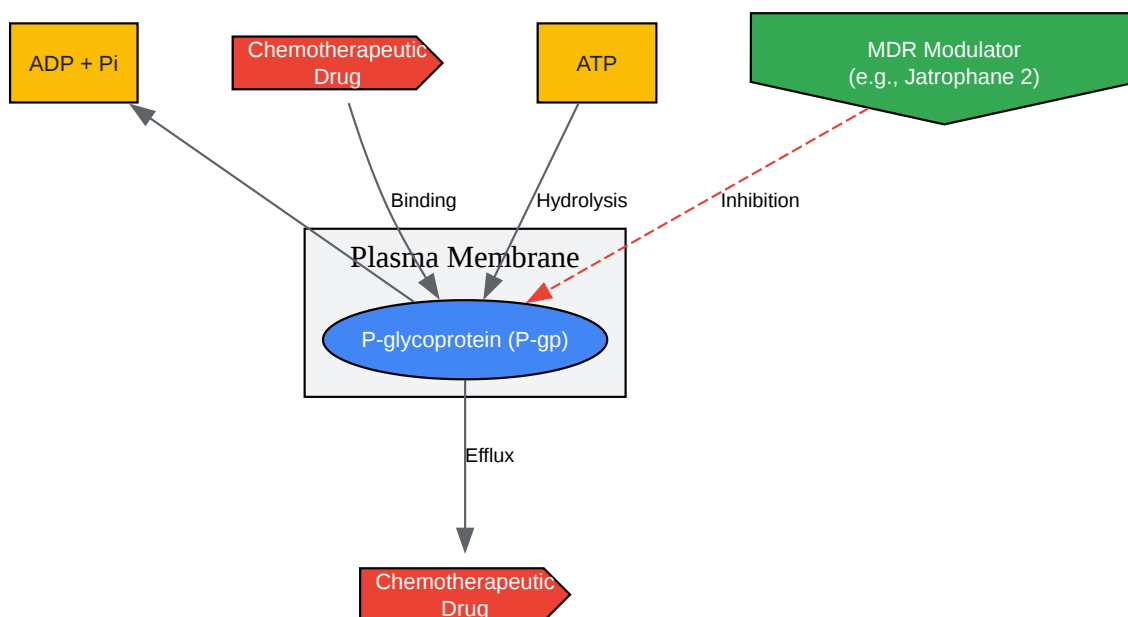 ADP + Pi
Chemotherapeutic
Drug
ATP
MDR Modulator
(e.g., Jatrophane 2)
Binding
Hydrolysis
Inhibition
Plasma Membrane
P-glycoprotein (P-gp)
Efflux
Chemotherapeutic
Drug